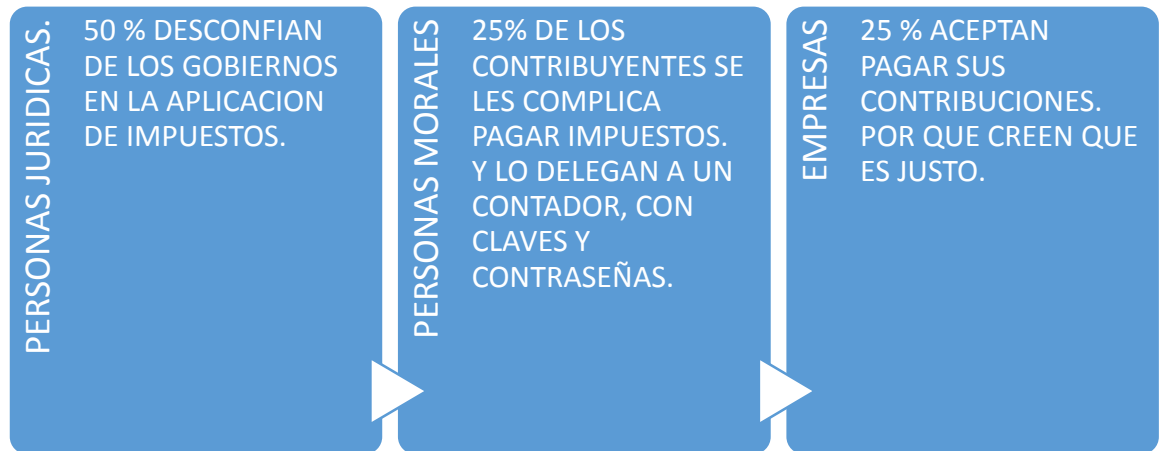 PERSONAS JURIDICAS.
50 % DESCONFIAN
DE LOS GOBIERNOS
EN LA APLICACION
DE IMPUESTOS.
PERSONAS MORALES
25% DE LOS
CONTRIBUYENTES SE
LES COMPLICA
PAGAR IMPUESTOS.
Y LO DELEGAN A UN
CONTADOR, CON
CLAVES Y
CONTRASEÑAS.
EMPRESAS
25 % ACEPTAN
PAGAR SUS
CONTRIBUCIONES.
POR QUE CREEN QUE
ES JUSTO.